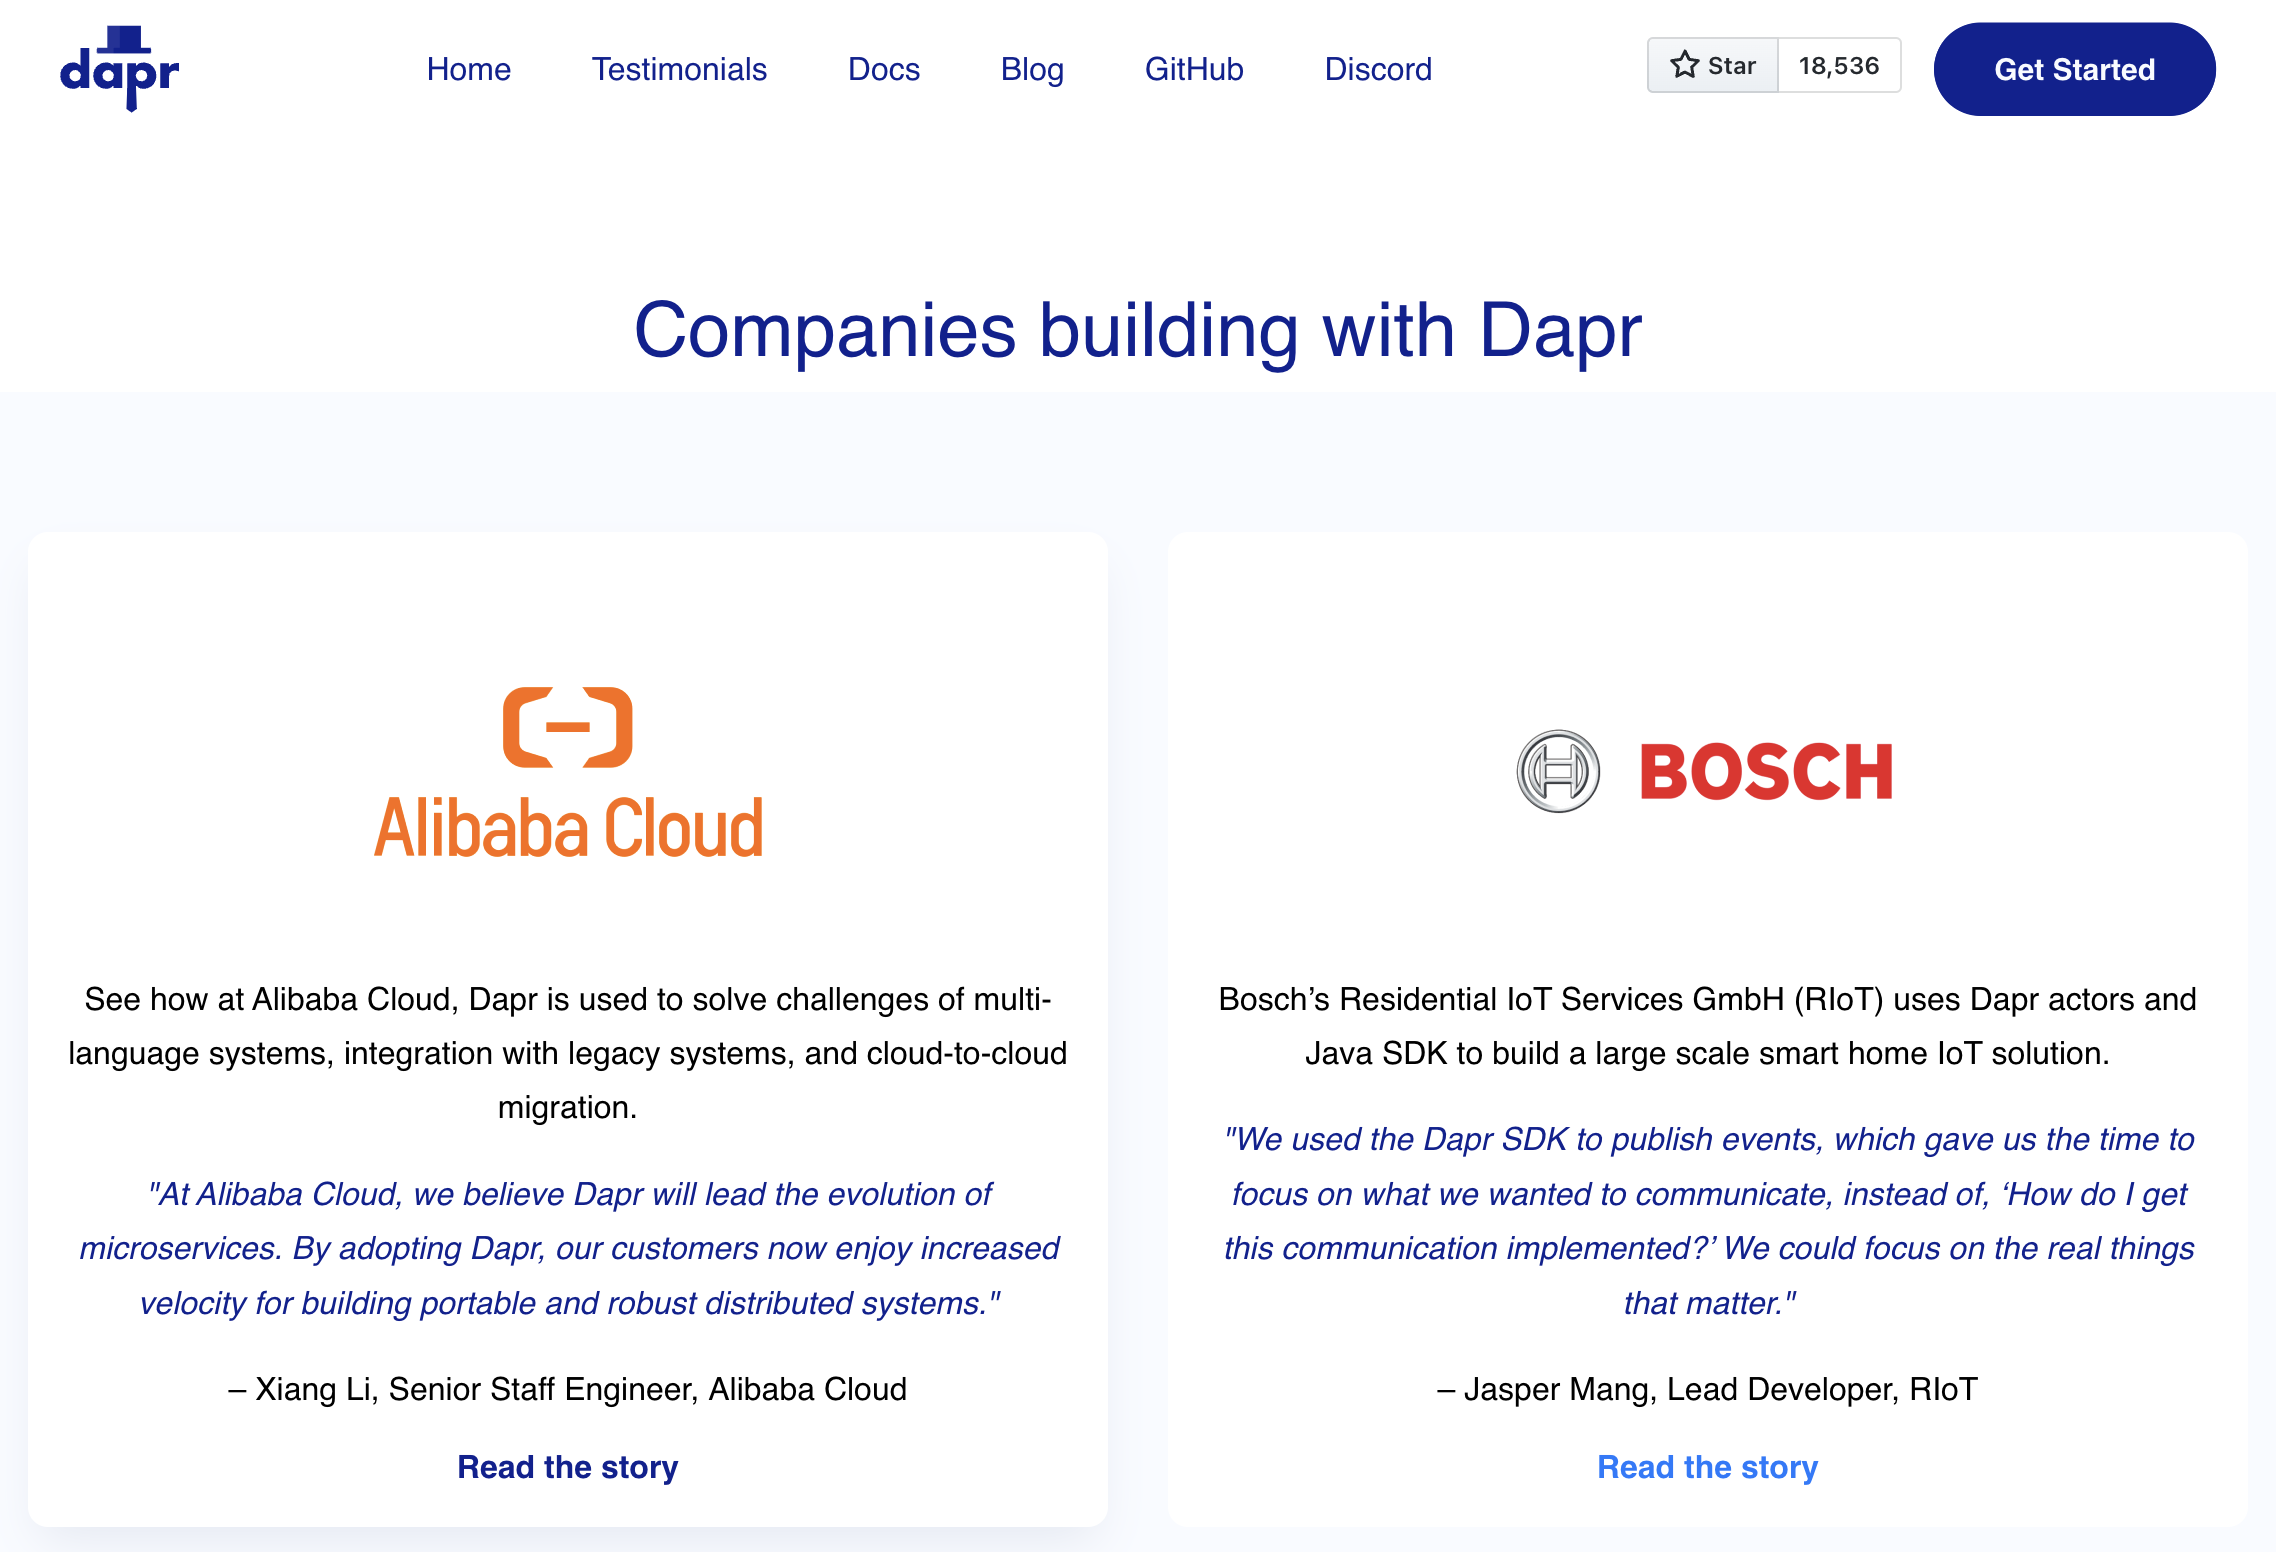 dapr
Home
Testimonials
Docs
Blog
GitHub
Discord
Star
18,536
Get Started
Companies building with Dapr
Alibaba Cloud
See how at Alibaba Cloud, Dapr is used to solve challenges of multi-
language systems, integration with legacy systems, and cloud-to-cloud
migration.
"At Alibaba Cloud, we believe Dapr will lead the evolution of
microservices. By adopting Dapr, our customers now enjoy increased
velocity for building portable and robust distributed systems."
– Xiang Li, Senior Staff Engineer, Alibaba Cloud
Read the story
BOSCH
Bosch’s Residential IoT Services GmbH (RIoT) uses Dapr actors and
Java SDK to build a large scale smart home IoT solution.
"We used the Dapr SDK to publish events, which gave us the time to
focus on what we wanted to communicate, instead of, ‘How do I get
this communication implemented?’ We could focus on the real things
that matter."
– Jasper Mang, Lead Developer, RIoT
Read the story